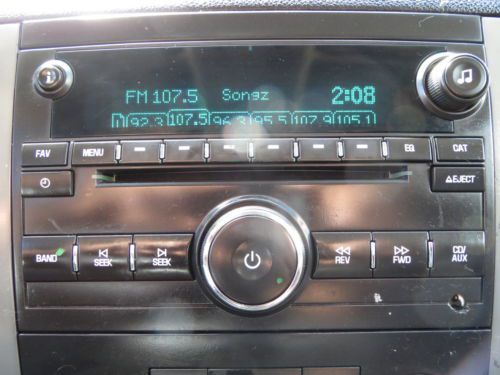 FM 107.5 Songz 2:08
92.3 107.5 96.3 95.5 107.9 105.1
FAV MENU EQ CAT
EJECT
BAND SEEK SEEK REV FWD CD/AUX